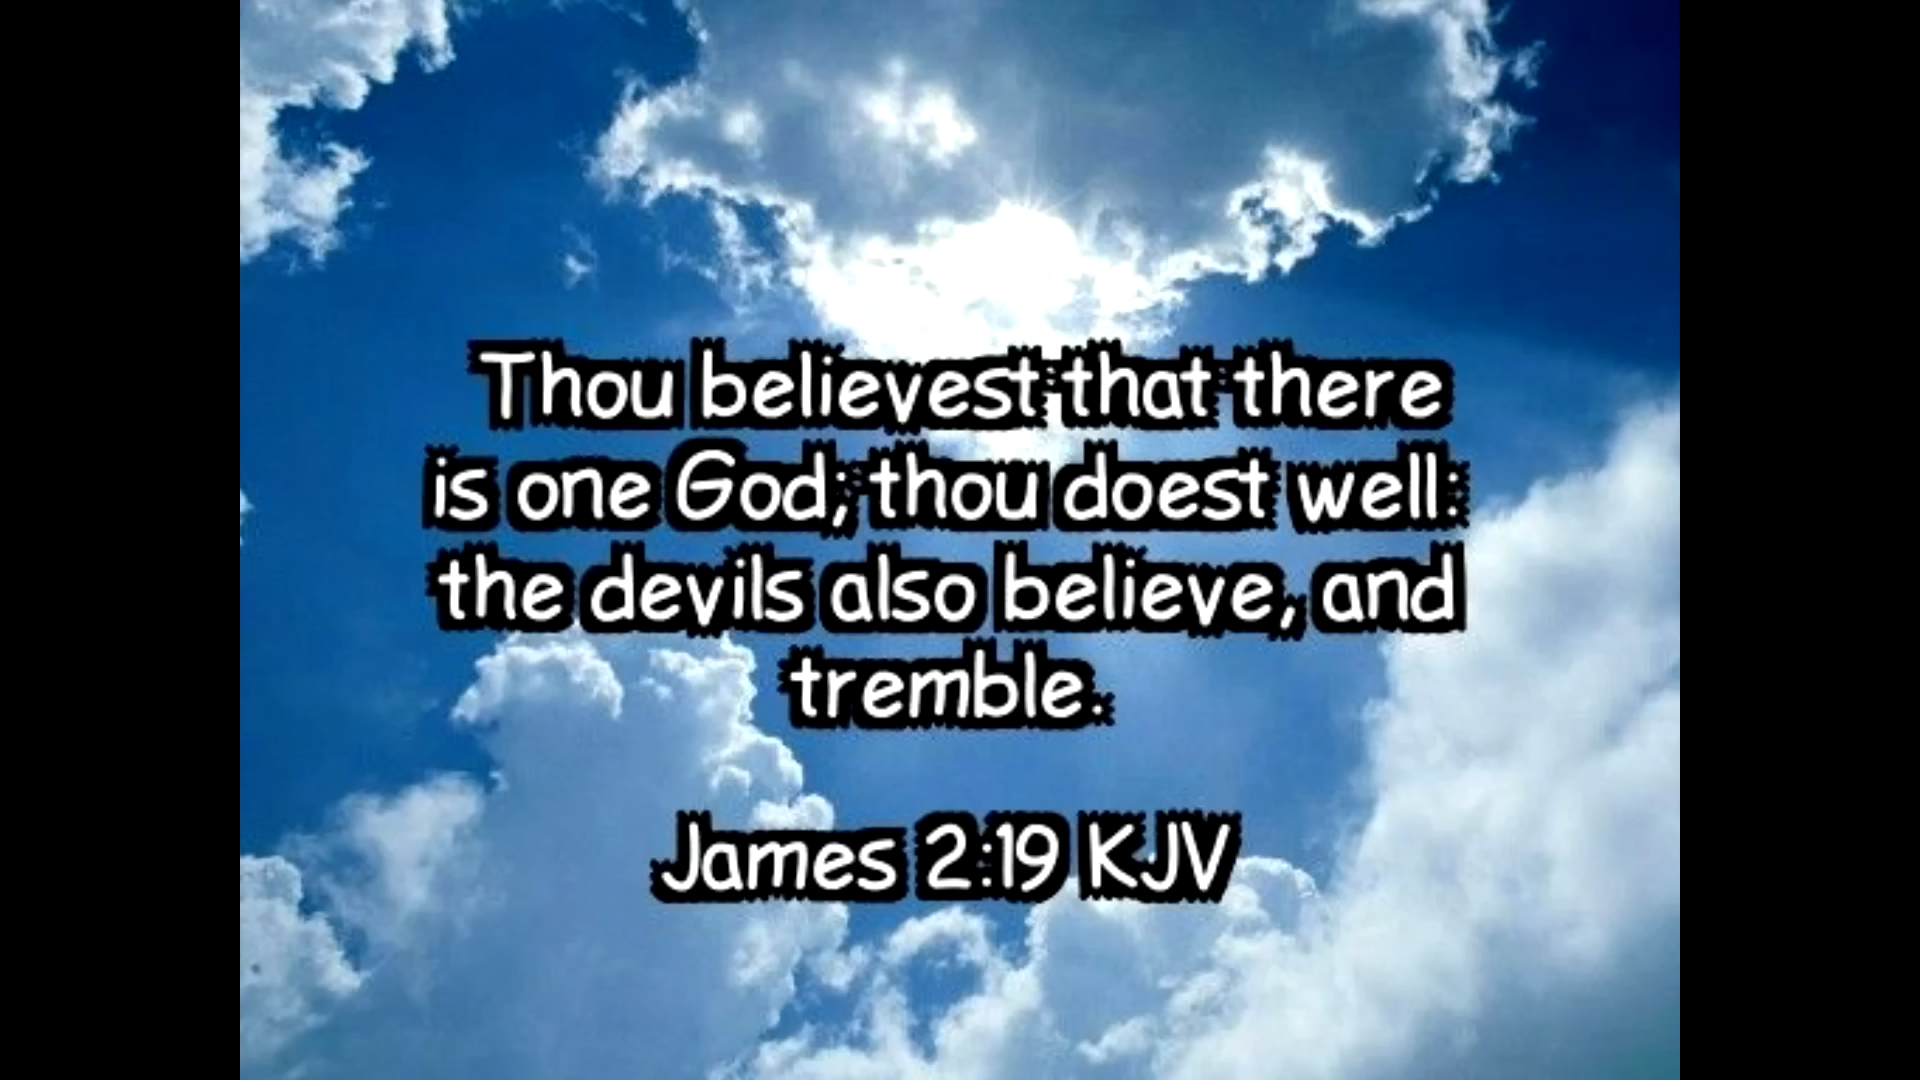 Thou believest that there
is one God; thou doest well:
the devils also believe, and
tremble.
James 2:19 KJV